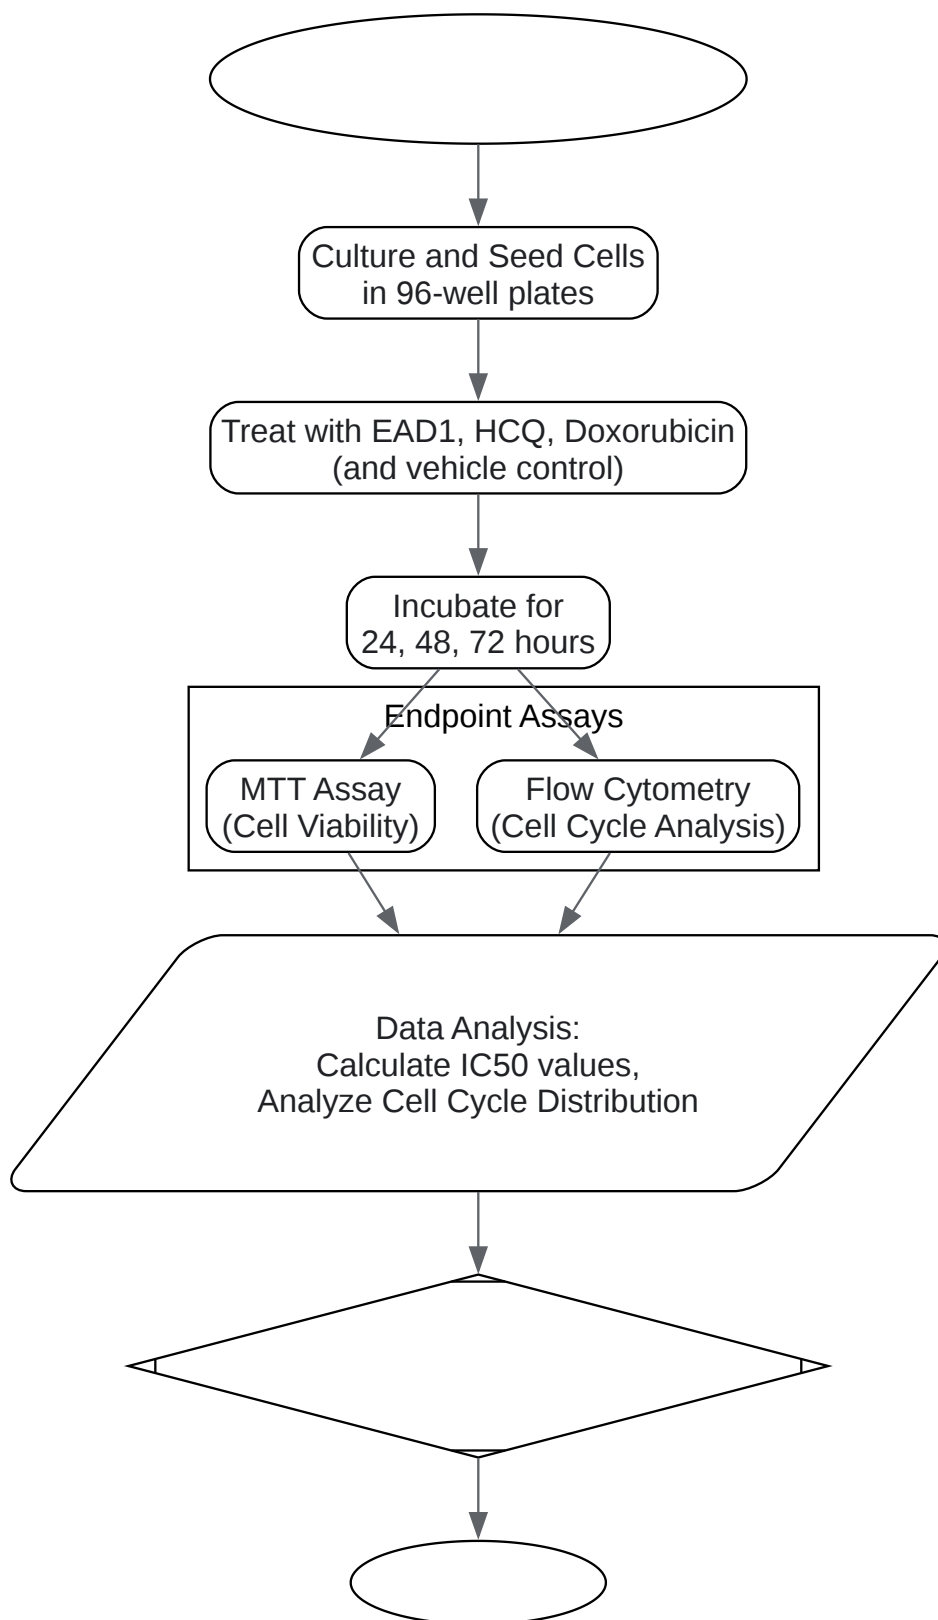 Culture and Seed Cells
in 96-well plates
Treat with EAD1, HCQ, Doxorubicin
(and vehicle control)
Incubate for
24, 48, 72 hours
Endpoint Assays
MTT Assay
(Cell Viability)
Flow Cytometry
(Cell Cycle Analysis)
Data Analysis:
Calculate IC50 values,
Analyze Cell Cycle Distribution